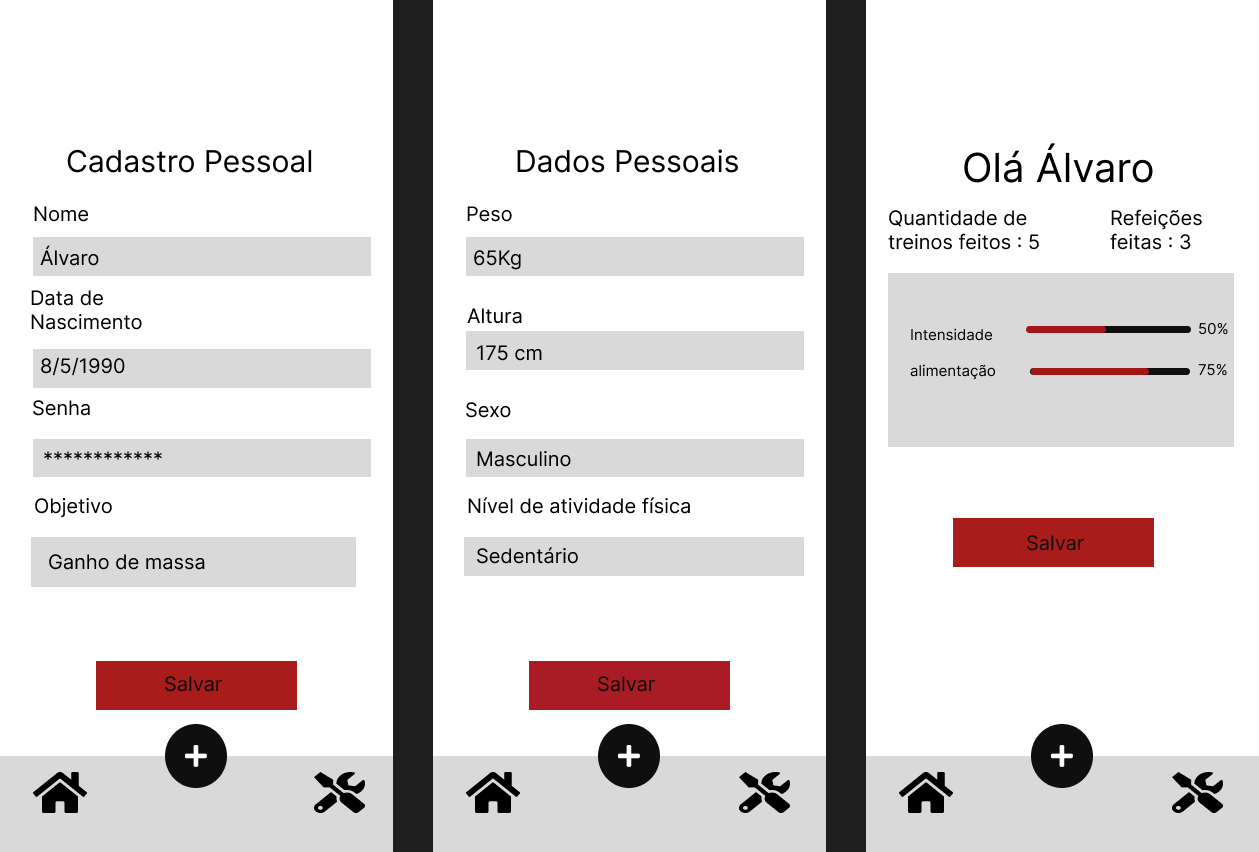 Cadastro Pessoal
Nome
Álvaro
Data de
Nascimento
8/5/1990
Senha
************
Objetivo
Ganho de massa
Salvar
Dados Pessoais
Peso
65Kg
Altura
175 cm
Sexo
Masculino
Nível de atividade física
Sedentário
Salvar
Olá Álvaro
Quantidade de
treinos feitos : 5
Refeições
feitas : 3
Intensidade 50%
alimentação 75%
Salvar